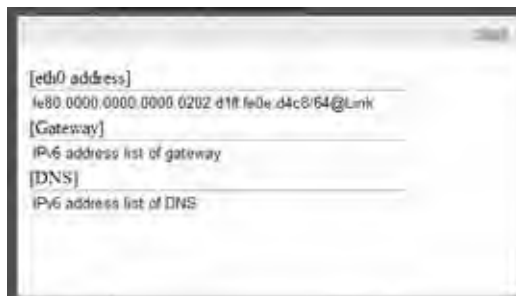 [eth0 address]
fe80:0000:0000:0000:0202:d1ff:fe0e:d4c8/64@Link
[Gateway]
IPv6 address list of gateway
[DNS]
IPv6 address list of DNS